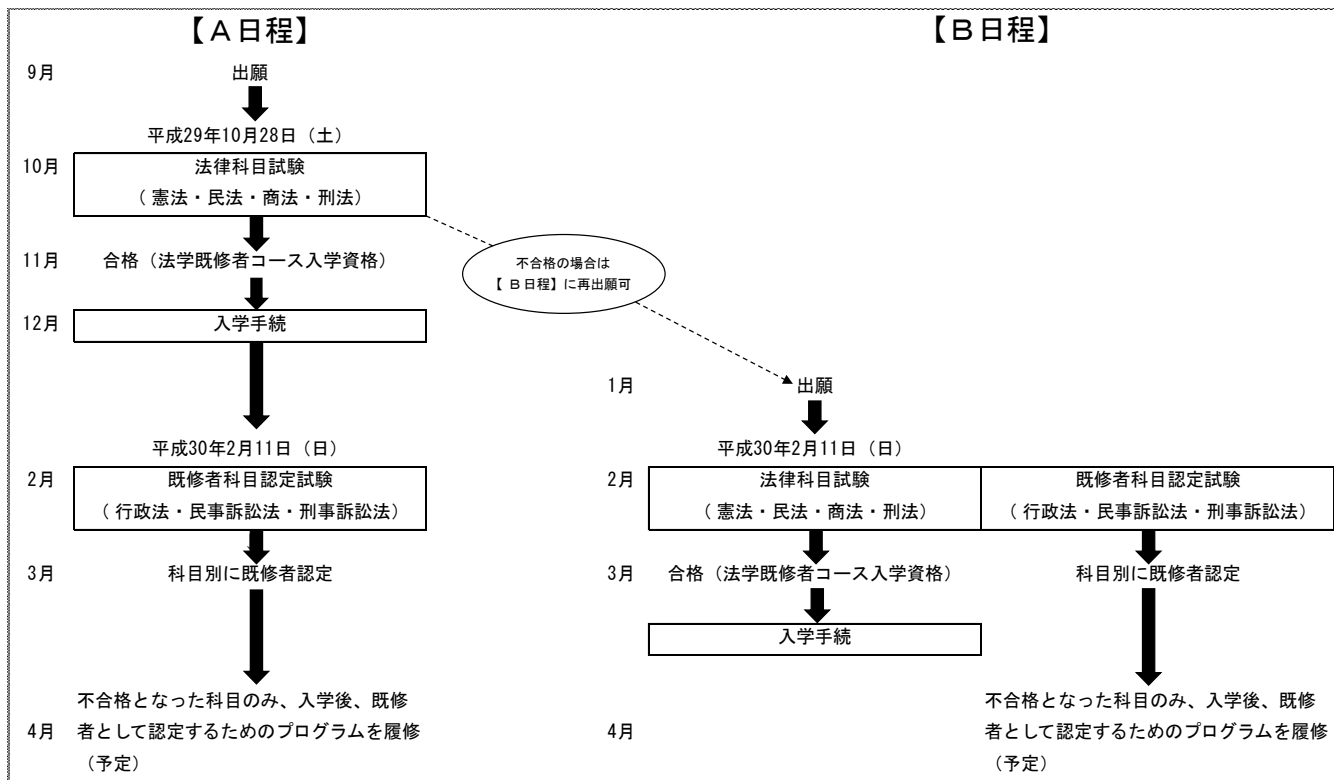 【A日程】
9月
出願
平成29年10月28日（土）
10月
法律科目試験
（憲法・民法・商法・刑法）
11月
合格（法学既修者コース入学資格）
12月
入学手続
平成30年2月11日（日）
2月
既修者科目認定試験
（行政法・民事訴訟法・刑事訴訟法）
3月
科目別に既修者認定
4月
不合格となった科目のみ、入学後、既修
者として認定するためのプログラムを履修
（予定）
不合格の場合は
【B日程】に再出願可
【B日程】
1月
出願
平成30年2月11日（日）
2月
法律科目試験
（憲法・民法・商法・刑法）
既修者科目認定試験
（行政法・民事訴訟法・刑事訴訟法）
3月
合格（法学既修者コース入学資格）
科目別に既修者認定
入学手続
4月
不合格となった科目のみ、入学後、既修
者として認定するためのプログラムを履修
（予定）